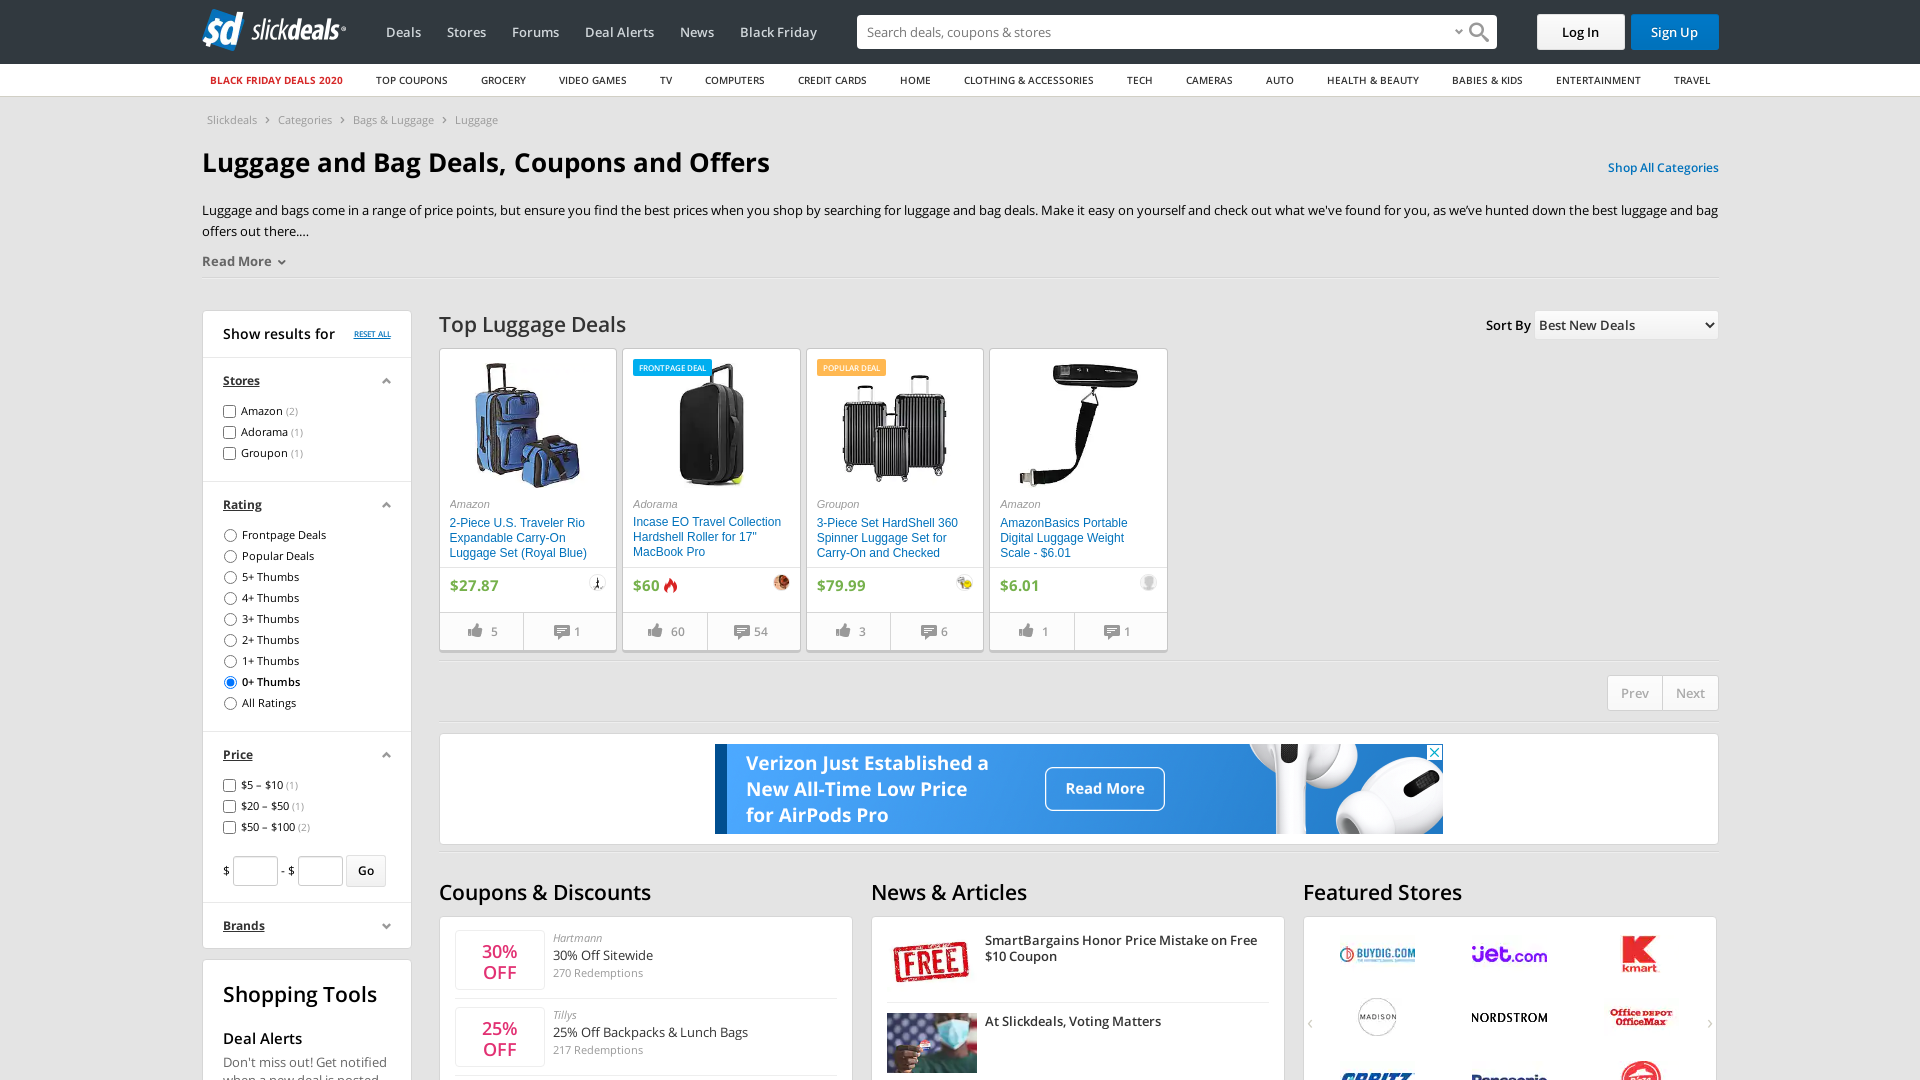 sd slickdeals
Deals
Stores
Forums
Deal Alerts
News
Black Friday
Search deals, coupons & stores
Log In
Sign Up
BLACK FRIDAY DEALS 2020
TOP COUPONS
GROCERY
VIDEO GAMES
TV
COMPUTERS
CREDIT CARDS
HOME
CLOTHING & ACCESSORIES
TECH
CAMERAS
AUTO
HEALTH & BEAUTY
BABIES & KIDS
ENTERTAINMENT
TRAVEL
Slickdeals > Categories > Bags & Luggage > Luggage
Luggage and Bag Deals, Coupons and Offers
Shop All Categories
Luggage and bags come in a range of price points, but ensure you find the best prices when you shop by searching for luggage and bag deals. Make it easy on yourself and check out what we've found for you, as we’ve hunted down the best luggage and bag
offers out there....
Read More
Show results for
RESET ALL
Stores
Amazon (2)
Adorama (1)
Groupon (1)
Rating
Frontpage Deals
Popular Deals
5+ Thumbs
4+ Thumbs
3+ Thumbs
2+ Thumbs
1+ Thumbs
0+ Thumbs
All Ratings
Price
$5 – $10 (1)
$20 – $50 (1)
$50 – $100 (2)
$ - $ Go
Brands
Shopping Tools
Deal Alerts
Don't miss out! Get notified
when a new deal is posted
Top Luggage Deals
Sort By
Best New Deals
Amazon
2-Piece U.S. Traveler Rio
Expandable Carry-On
Luggage Set (Royal Blue)
$27.87
5
1
FRONTPAGE DEAL
Adorama
Incase EO Travel Collection
Hardshell Roller for 17"
MacBook Pro
$60
60
54
POPULAR DEAL
Groupon
3-Piece Set HardShell 360
Spinner Luggage Set for
Carry-On and Checked
$79.99
3
6
Amazon
AmazonBasics Portable
Digital Luggage Weight
Scale - $6.01
$6.01
1
1
Prev
Next
Verizon Just Established a
New All-Time Low Price
for AirPods Pro
Read More
Coupons & Discounts
30%
OFF
Hartmann
30% Off Sitewide
270 Redemptions
25%
OFF
Tillys
25% Off Backpacks & Lunch Bags
217 Redemptions
News & Articles
FREE
SmartBargains Honor Price Mistake on Free
$10 Coupon
At Slickdeals, Voting Matters
Featured Stores
BUYDIG.COM
Jet.com
kmart
MADISON
NORDSTROM
Office DEPOT
OfficeMax
ORBITZ
Panasonic